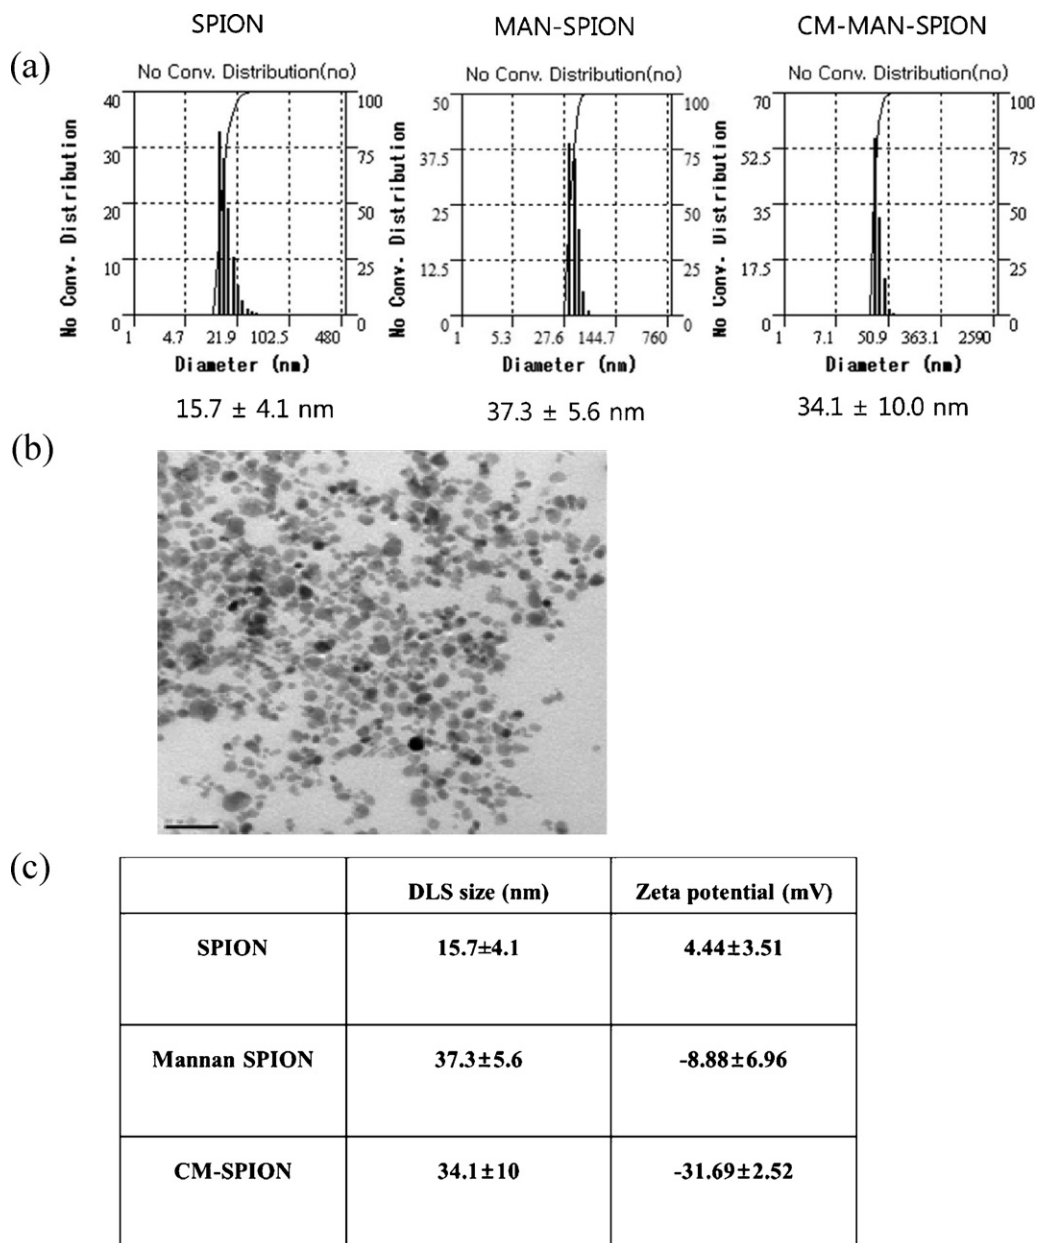 SPION
MAN-SPION
CM-MAN-SPION
(a)
No Conv. Distribution(no)
No Conv. Distribution
40
30
20
10
0
100
75
50
25
0
1 4.7 21.9 102.5 480
Diameter (nm)
15.7 ± 4.1 nm
No Conv. Distribution(no)
No Conv. Distribution
50
37.5
25
12.5
0
100
75
50
25
0
1 5.3 27.6 144.7 760
Diameter (nm)
37.3 ± 5.6 nm
No Conv. Distribution(no)
No Conv. Distribution
70
52.5
35
17.5
0
100
75
50
25
0
1 7.1 50.9 363.1 2590
Diameter (nm)
34.1 ± 10.0 nm
(b)
(c)
DLS size (nm) Zeta potential (mV)
SPION 15.7±4.1 4.44±3.51
Mannan SPION 37.3±5.6 -8.88±6.96
CM-SPION 34.1±10 -31.69±2.52